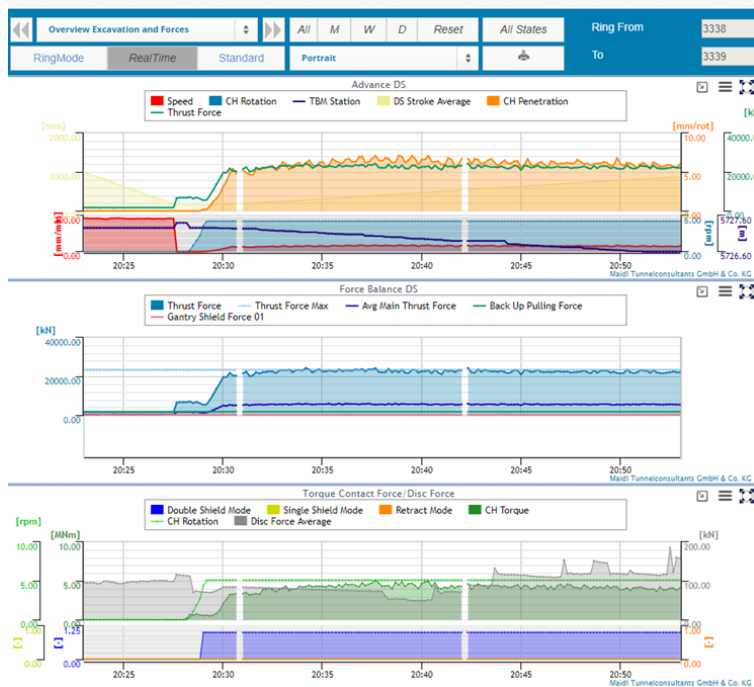 Overview Excavation and Forces All M W D Reset All States Ring From 3338
RingMode RealTime Standard Portrait To 3339
Advance DS
Speed CH Rotation TBM Station DS Stroke Average CH Penetration
Thrust Force
[mm] [mm/rot]
2000.00 10.00 40000.00
1000.00 5.00 20000.00
0.00
6.00 5727.60
[rpm] [m]
0.00 0.00 5726.60
20:25 20:30 20:35 20:40 20:45 20:50
Maidl Tunnelconsultants GmbH & Co. KG
Force Balance DS
Thrust Force Thrust Force Max Avg Main Thrust Force Back Up Pulling Force
Gantry Shield Force 01
[kN]
40000.00
20000.00
0.00
20:25 20:30 20:35 20:40 20:45 20:50
Maidl Tunnelconsultants GmbH & Co. KG
Torque Contact Force/Disc Force
Double Shield Mode Single Shield Mode Retract Mode CH Torque
CH Rotation Disc Force Average
[rpm] [MNm] [kN]
10.00 10.00 200.00
5.00 5.00 100.00
0.00 0.00 0.00
1.00 1.25 1.00
[-] [-] [-]
0.00 0.00 0.00
20:25 20:30 20:35 20:40 20:45 20:50
Maidl Tunnelconsultants GmbH & Co. KG